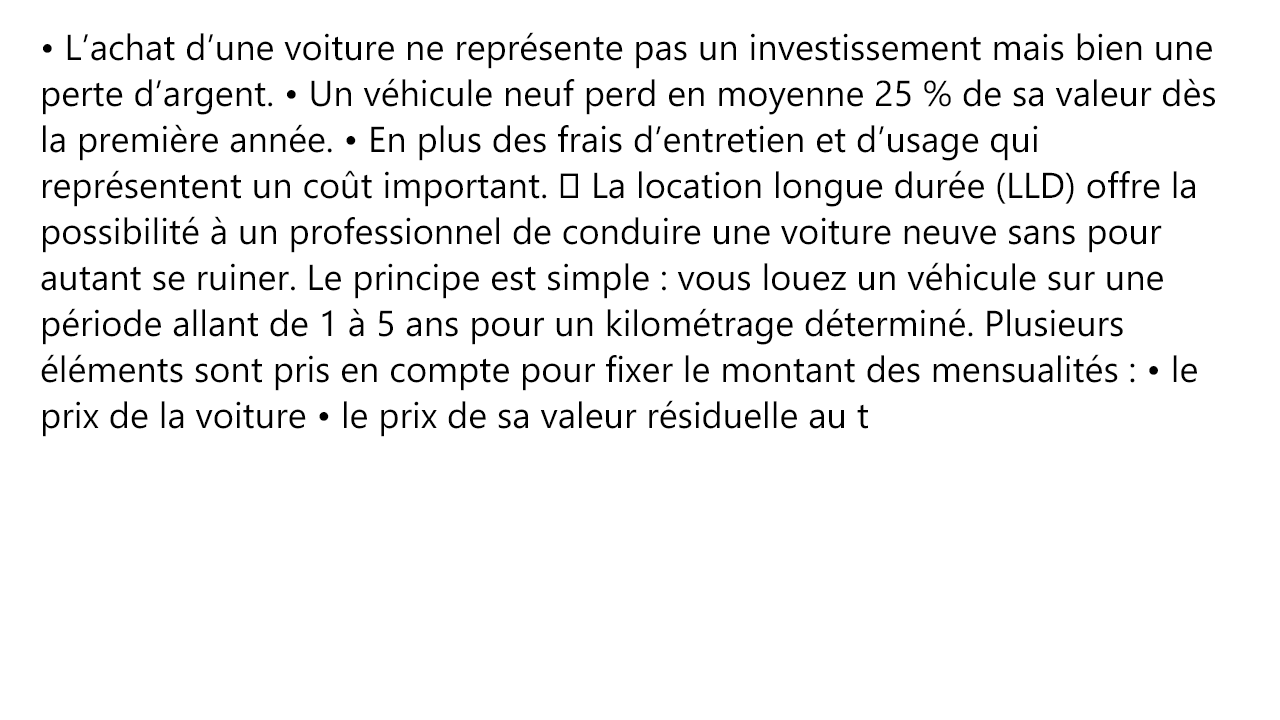 • L’achat d’une voiture ne représente pas un investissement mais bien une
perte d’argent. • Un véhicule neuf perd en moyenne 25 % de sa valeur dès
la première année. • En plus des frais d’entretien et d’usage qui
représentent un coût important. 
 La location longue durée (LLD) offre la
possibilité à un professionnel de conduire une voiture neuve sans pour
autant se ruiner. Le principe est simple : vous louez un véhicule sur une
période allant de 1 à 5 ans pour un kilométrage déterminé. Plusieurs
éléments sont pris en compte pour fixer le montant des mensualités : • le
prix de la voiture • le prix de sa valeur résiduelle au t